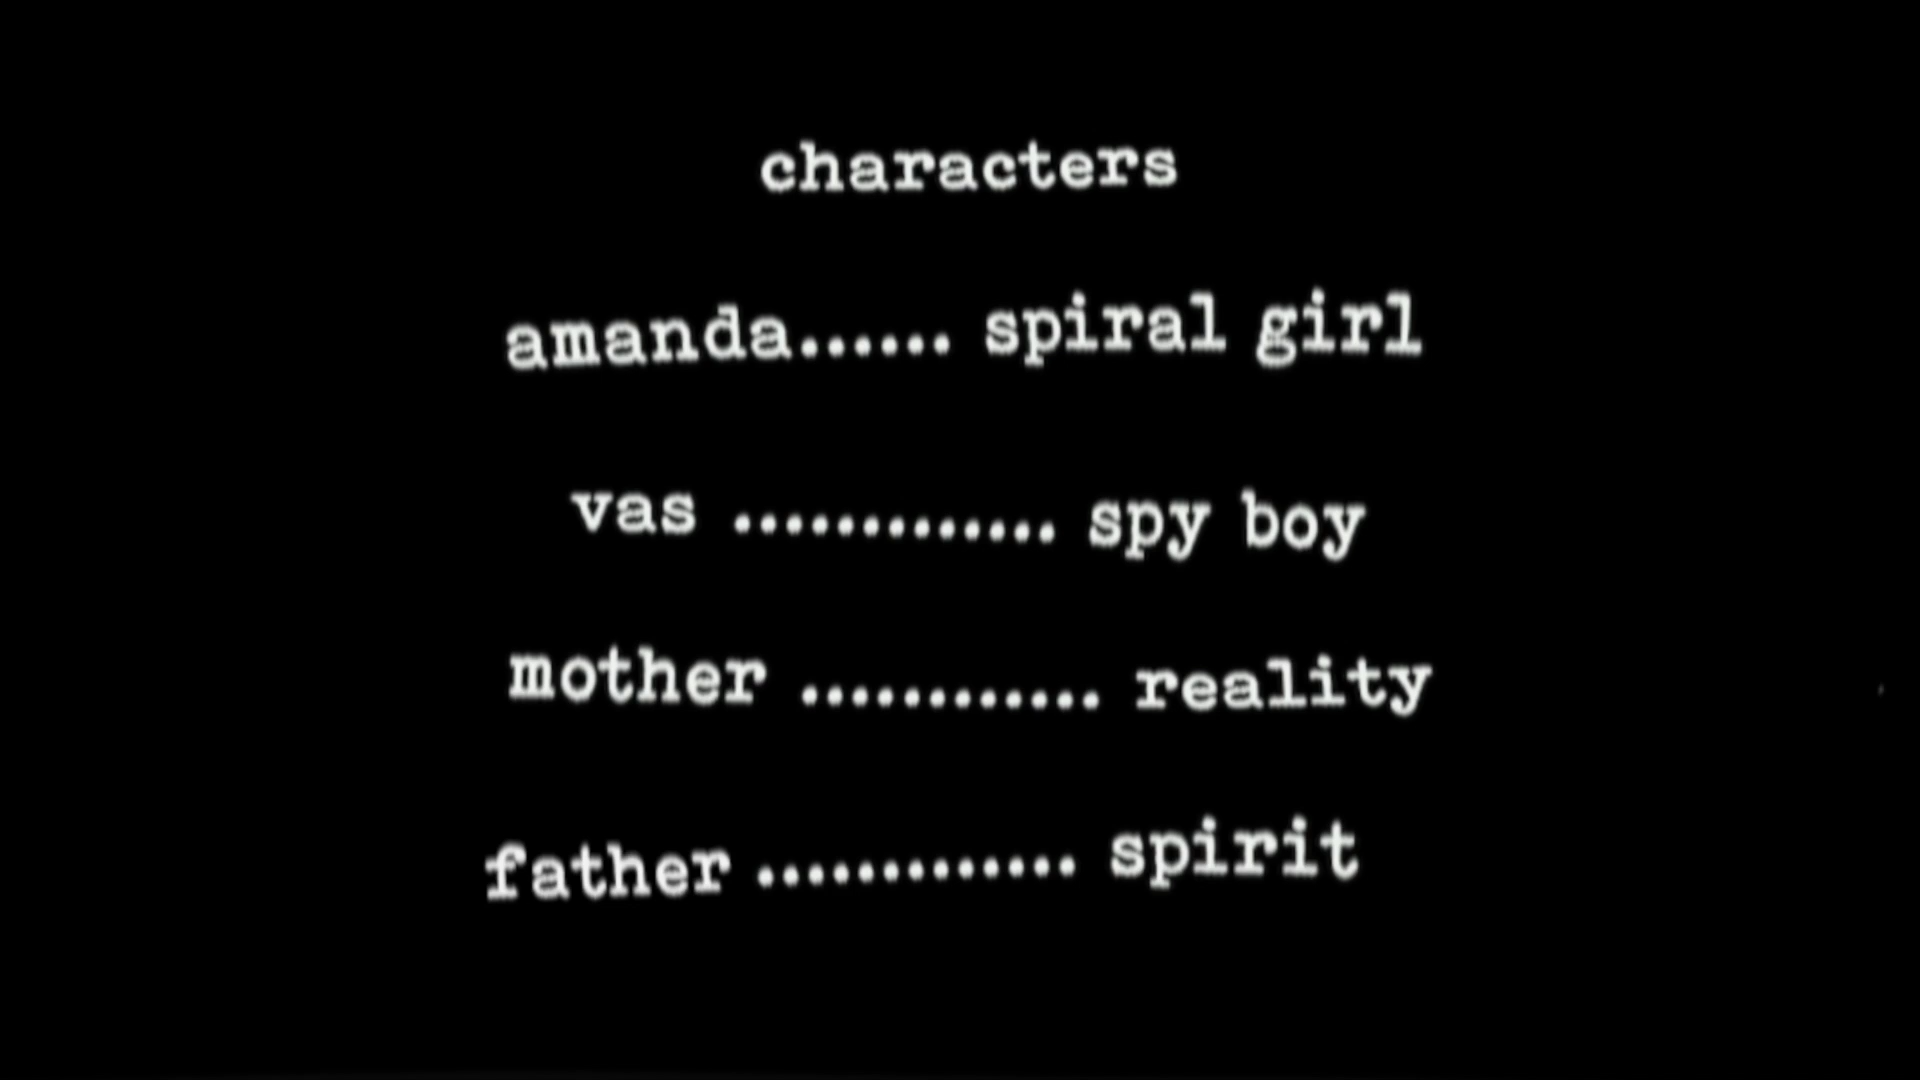 characters
amanda...... spiral girl
vas ............. spy boy
mother ............ reality
father ............. spirit